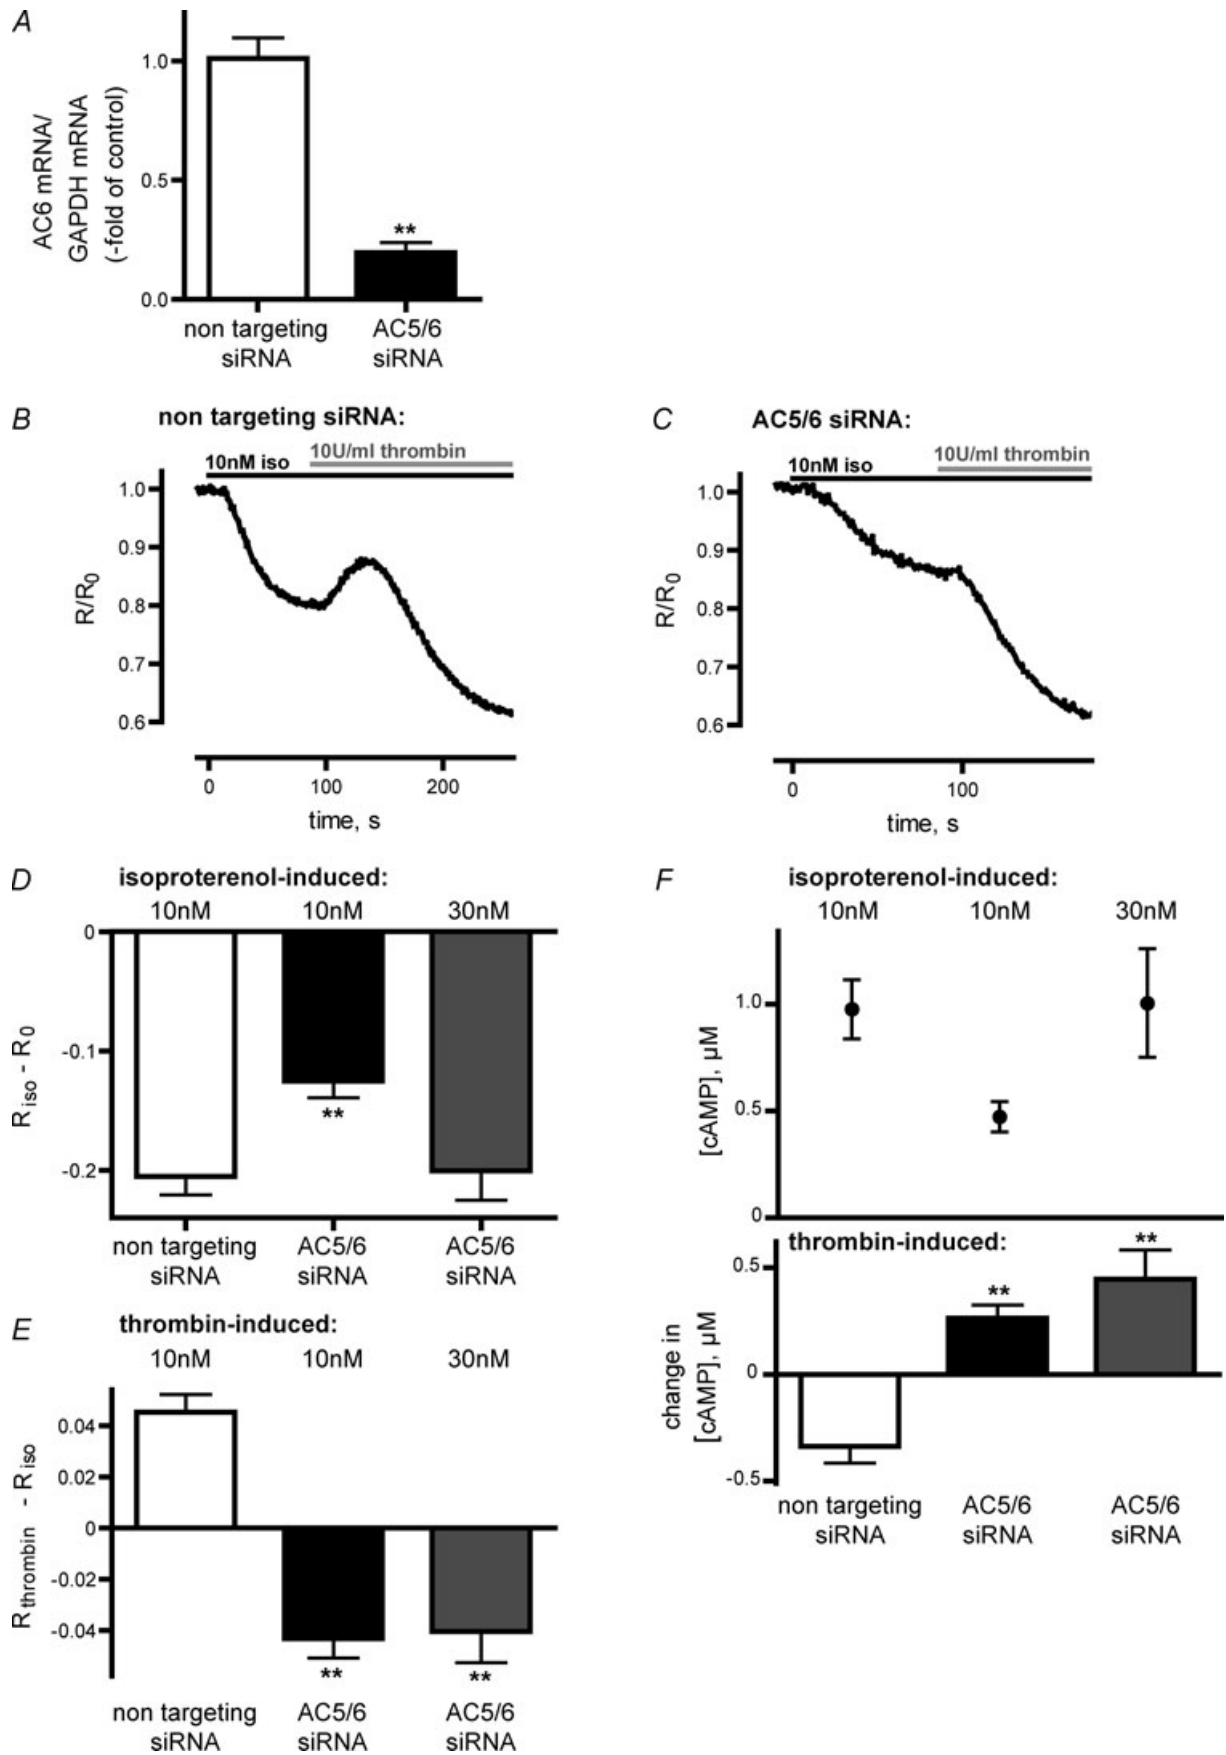 A
AC6 mRNA/
GAPDH mRNA
(-fold of control)
1.0
0.5
0.0
**
non targeting
siRNA
AC5/6
siRNA
B
non targeting siRNA:
10U/ml thrombin
10nM iso
R/R0
1.0
0.9
0.8
0.7
0.6
0
100
200
time, s
C
AC5/6 siRNA:
10U/ml thrombin
10nM iso
R/R0
1.0
0.9
0.8
0.7
0.6
0
100
time, s
D
isoproterenol-induced:
10nM
10nM
30nM
Riso - R0
0
-0.1
-0.2
**
non targeting
siRNA
AC5/6
siRNA
AC5/6
siRNA
E
thrombin-induced:
10nM
10nM
30nM
Rthrombin - Riso
0.04
0.02
0
-0.02
-0.04
**
**
non targeting
siRNA
AC5/6
siRNA
AC5/6
siRNA
F
isoproterenol-induced:
10nM
10nM
30nM
[cAMP], µM
1.0
0.5
0
thrombin-induced:
change in
[cAMP], µM
0.5
0
-0.5
**
**
non targeting
siRNA
AC5/6
siRNA
AC5/6
siRNA